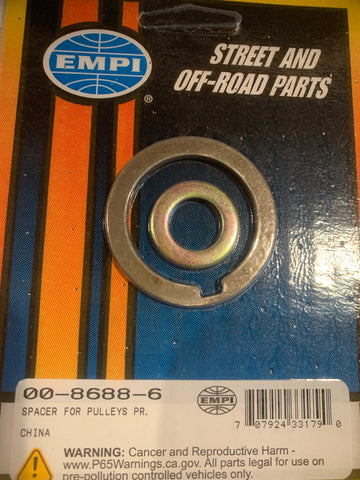 EMPI
®
STREET AND
OFF-ROAD PARTS
00-8688-6
SPACER FOR PULLEYS PR.
CHINA
EMPI
7 07924 33179 0
WARNING: Cancer and Reproductive Harm -
www.P65Warnings.ca.gov. All parts legal for use on
pre-pollution controlled vehicles only.